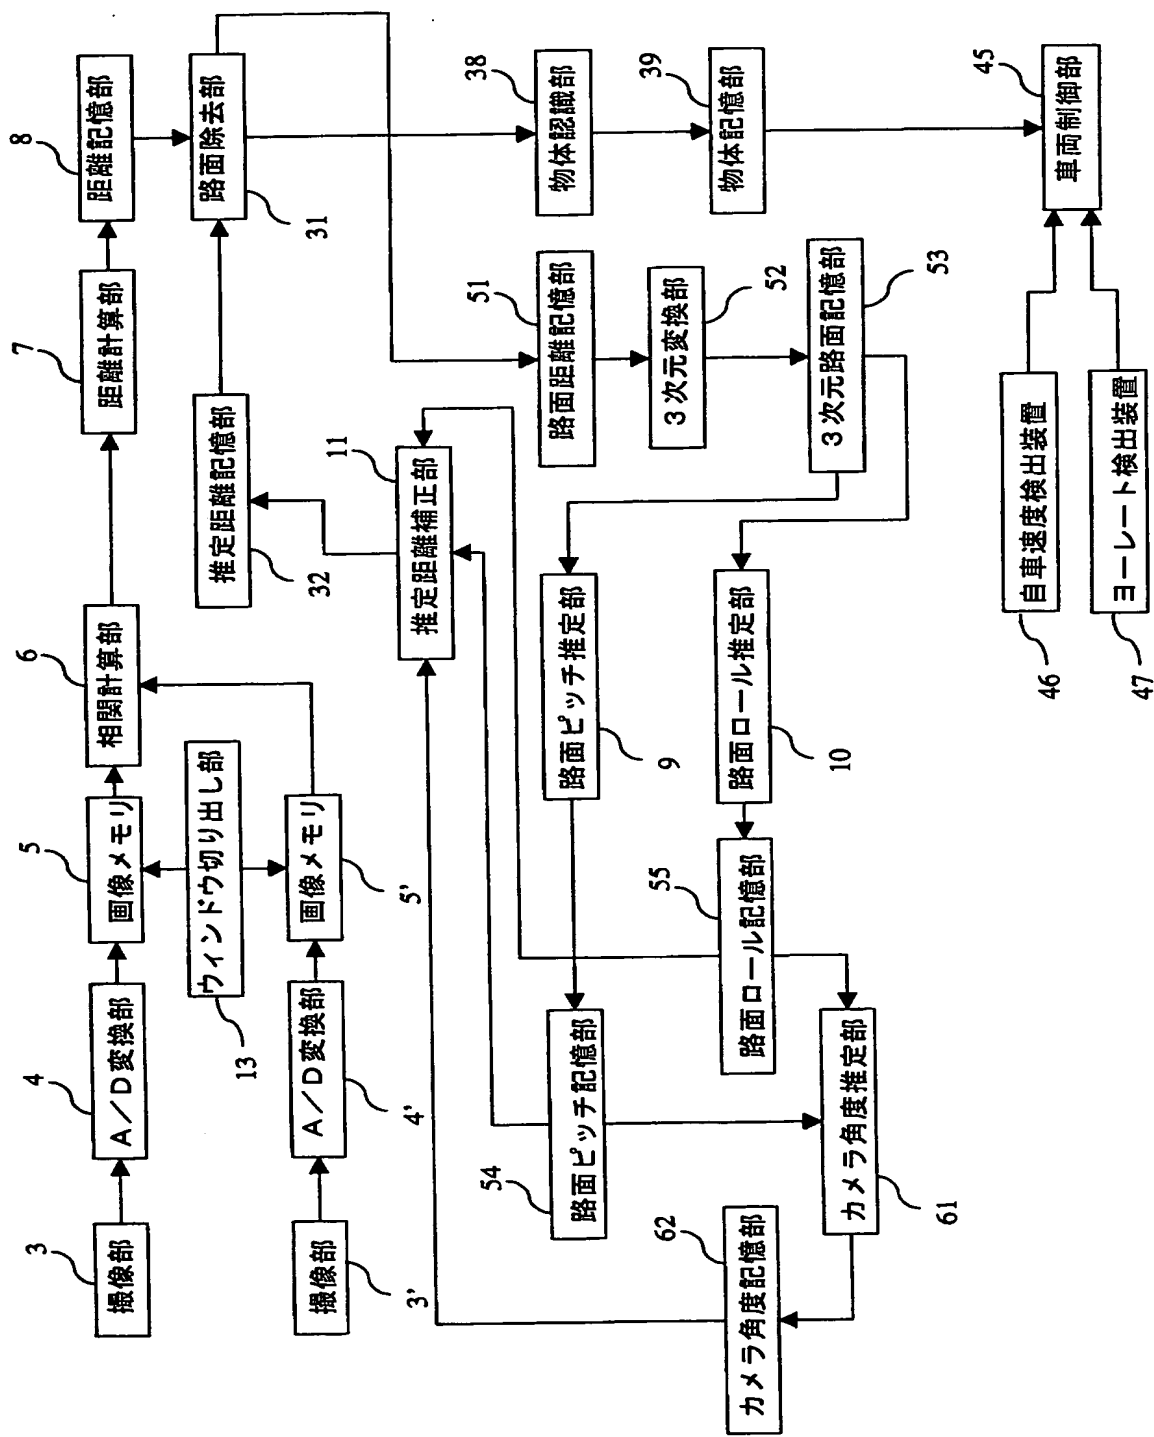 3
撮像部
4
A/D変換部
5
画像メモリ
6
相関計算部
7
距離計算部
8
距離記憶部
13
ウィンドウ切り出し部
32
推定距離記憶部
31
路面除去部
3'
撮像部
4'
A/D変換部
5'
画像メモリ
11
推定距離補正部
54
路面ピッチ記憶部
9
路面ピッチ推定部
51
路面距離記憶部
38
物体認識部
52
3次元変換部
39
物体記憶部
62
カメラ角度記憶部
55
路面ロール記憶部
10
路面ロール推定部
53
3次元路面記憶部
61
カメラ角度推定部
46
自車速度検出装置
47
ヨーレート検出装置
45
車両制御部